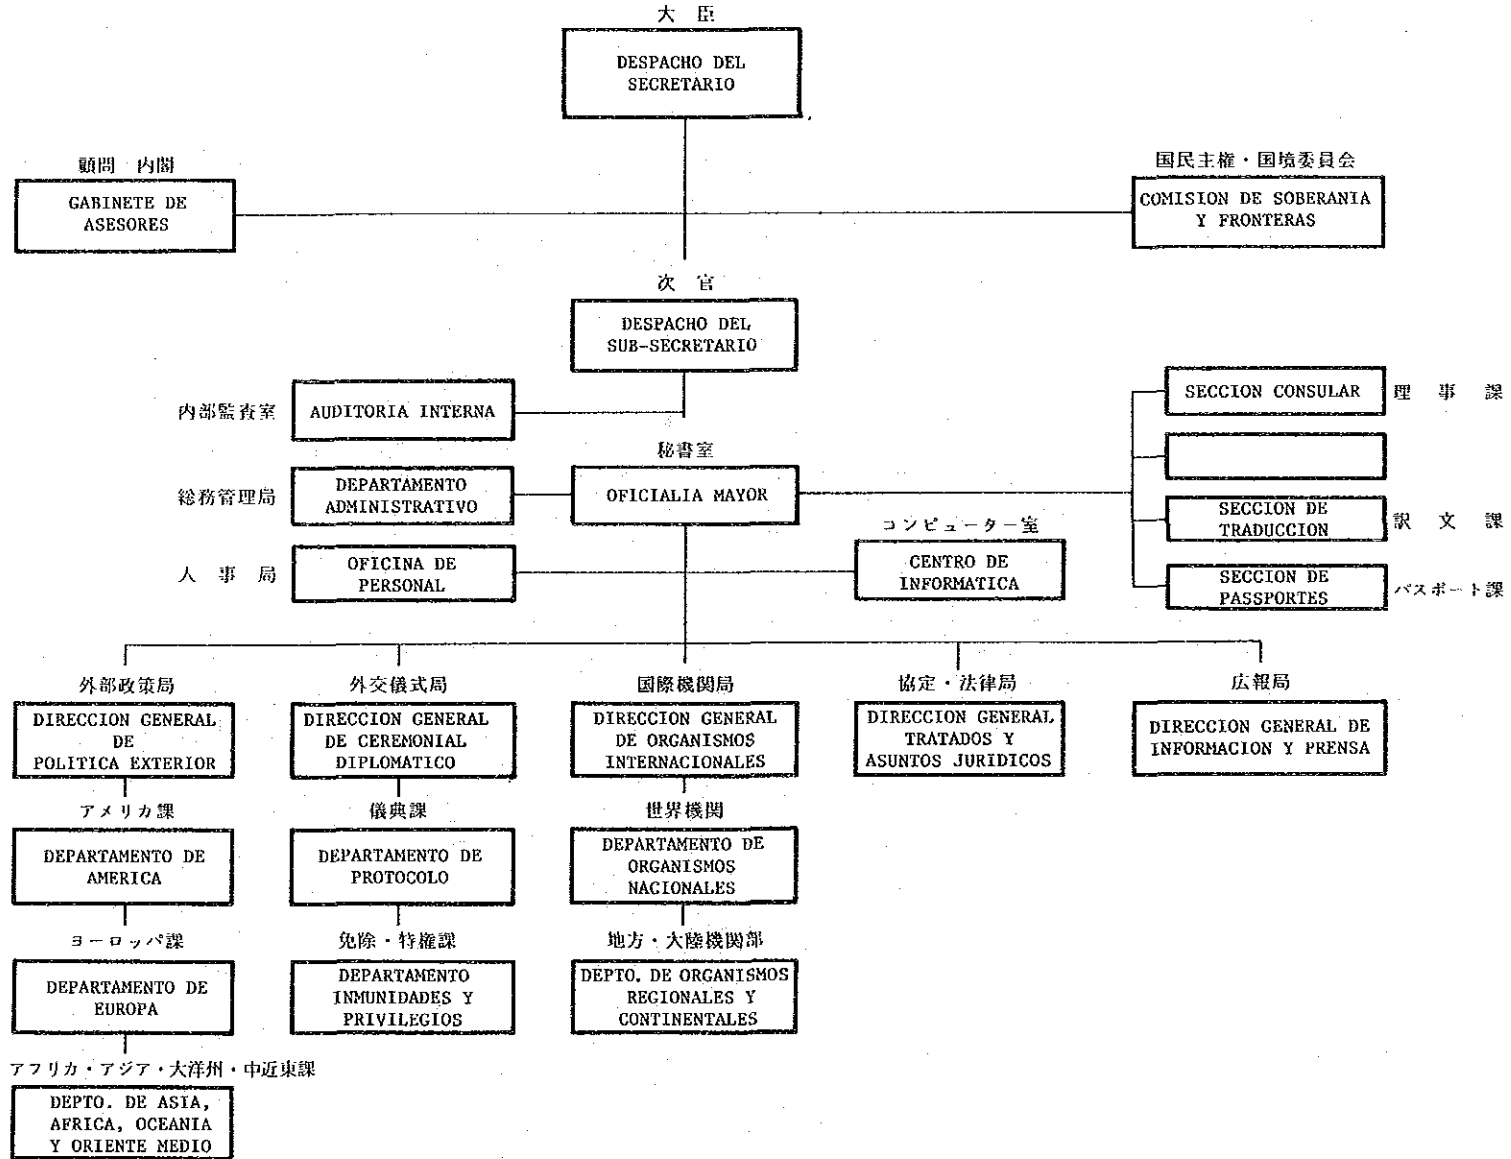 大 臣
DESPACHO DEL
SECRETARIO
顧問 内閣
GABINETE DE
ASESORES
国民主権・国境委員会
COMISION DE SOBERANIA
Y FRONTERAS
次 官
DESPACHO DEL
SUB-SECRETARIO
内部監査室
AUDITORIA INTERNA
SECCION CONSULAR
理 事 課
秘書室
総務管理局
DEPARTAMENTO
ADMINISTRATIVO
OFICIALIA MAYOR
SECCION DE
TRADUCCION
訳 文 課
コンピューター室
人 事 局
OFICINA DE
PERSONAL
CENTRO DE
INFORMATICA
SECCION DE
PASSPORTES
パスポート課
外部政策局
DIRECCION GENERAL
DE
POLITICA EXTERIOR
外交儀式局
DIRECCION GENERAL
DE CEREMONIAL
DIPLOMATICO
国際機関局
DIRECCION GENERAL
DE ORGANISMOS
INTERNACIONALES
協定・法律局
DIRECCION GENERAL
TRATADOS Y
ASUNTOS JURIDICOS
広報局
DIRECCION GENERAL DE
INFORMACION Y PRENSA
アメリカ課
DEPARTAMENTO DE
AMERICA
儀典課
DEPARTAMENTO DE
PROTOCOLO
世界機関
DEPARTAMENTO DE
ORGANISMOS
NACIONALES
ヨーロッパ課
DEPARTAMENTO DE
EUROPA
免除・特権課
DEPARTAMENTO
INMUNIDADES Y
PRIVILEGIOS
地方・大陸機関部
DEPTO. DE ORGANISMOS
REGIONALES Y
CONTINENTALES
アフリカ・アジア・大洋州・中近東課
DEPTO. DE ASIA,
AFRICA, OCEANIA
Y ORIENTE MEDIO